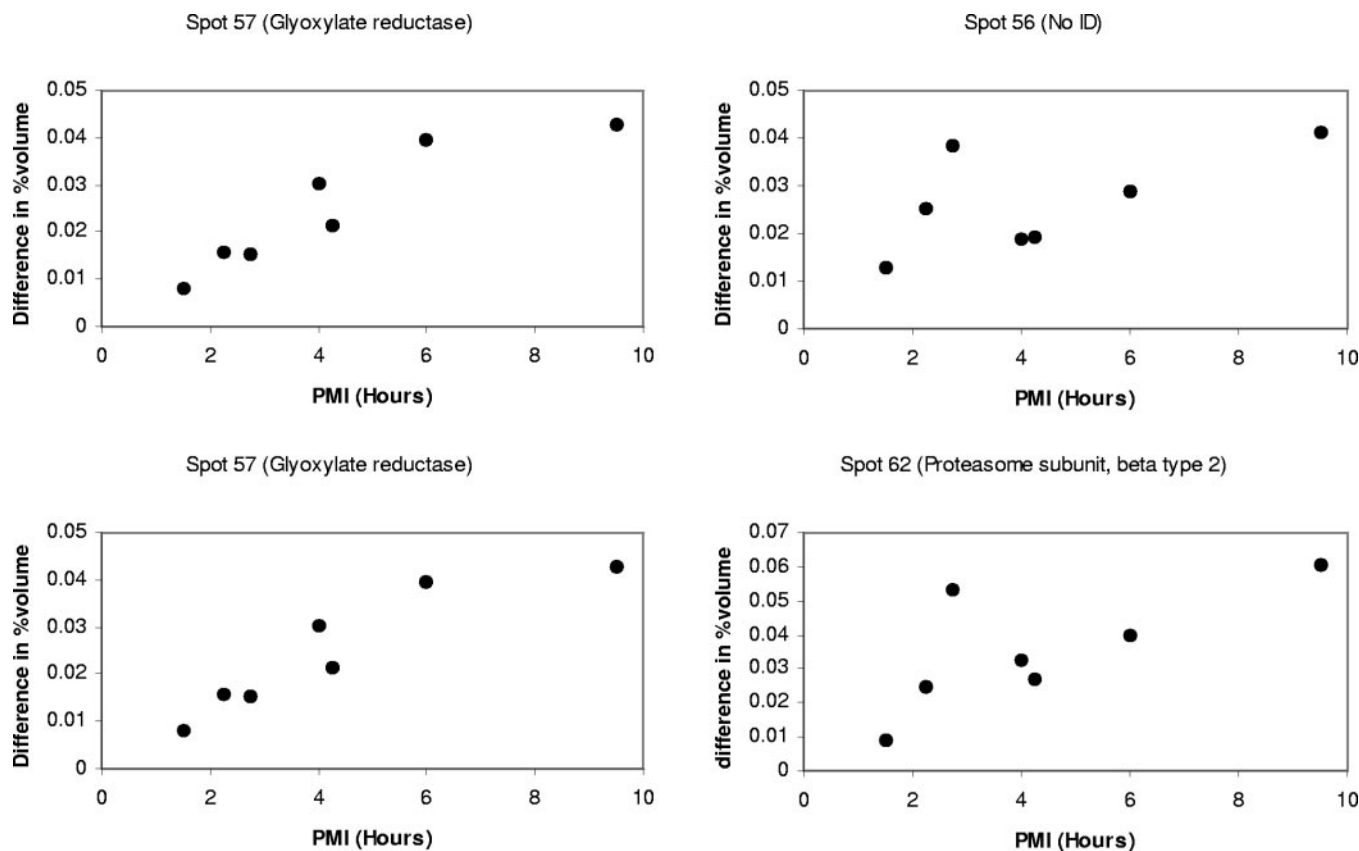 Spot 57 (Glyoxylate reductase)
Difference in %volume
0.05
0.04
0.03
0.02
0.01
0
0 2 4 6 8 10
PMI (Hours)
Spot 56 (No ID)
Difference in %volume
0.05
0.04
0.03
0.02
0.01
0
0 2 4 6 8 10
PMI (Hours)
Spot 57 (Glyoxylate reductase)
Difference in %volume
0.05
0.04
0.03
0.02
0.01
0
0 2 4 6 8 10
PMI (Hours)
Spot 62 (Proteasome subunit, beta type 2)
difference in %volume
0.07
0.06
0.05
0.04
0.03
0.02
0.01
0
0 2 4 6 8 10
PMI (Hours)